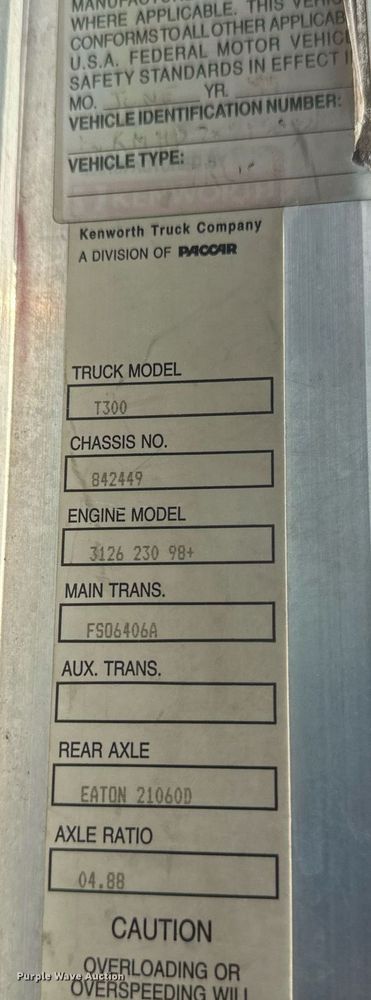 WHERE APPLICABLE. THIS
CONFORMS TO ALL OTHER APPLICAB
U.S.A. FEDERAL MOTOR VEHIC
SAFETY STANDARDS IN EFFECT
MO. YR.
VEHICLE IDENTIFICATION NUMBER:
VEHICLE TYPE:
KENWORTH
Kenworth Truck Company
A DIVISION OF PACCAR
TRUCK MODEL
T300
CHASSIS NO.
842449
ENGINE MODEL
3126 230 98+
MAIN TRANS.
FSO6406A
AUX. TRANS.
REAR AXLE
EATON 21060D
AXLE RATIO
04.88
CAUTION
OVERLOADING OR
Purple Wave Auction
OVERSPEEDING WILL